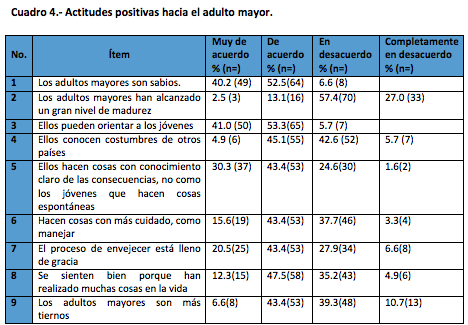 Cuadro 4.- Actitudes positivas hacia el adulto mayor.
No. Ítem Muy de acuerdo % (n=) De acuerdo % (n=) En desacuerdo % (n=) Completamente en desacuerdo % (n=)
1 Los adultos mayores son sabios. 40.2 (49) 52.5(64) 6.6 (8)
2 Los adultos mayores han alcanzado 2.5 (3) 13.1(16) 57.4(70) 27.0 (33)
un gran nivel de madurez
3 Ellos pueden orientar a los jóvenes 41.0 (50) 53.3(65) 5.7 (7)
4 Ellos conocen costumbres de otros 4.9 (6) 45.1(55) 42.6 (52) 5.7 (7)
países
5 Ellos hacen cosas con conocimiento 30.3 (37) 43.4(53) 24.6(30) 1.6(2)
claro de las consecuencias, no como
los jóvenes que hacen cosas
espontáneas
6 Hacen cosas con más cuidado, como 15.6(19) 43.4(53) 37.7(46) 3.3(4)
manejar
7 El proceso de envejecer está lleno 20.5(25) 43.4(53) 27.9(34) 6.6(8)
de gracia
8 Se sienten bien porque han 12.3(15) 47.5(58) 35.2(43) 4.9(6)
realizado muchas cosas en la vida
9 Los adultos mayores son más 6.6(8) 43.4(53) 39.3(48) 10.7(13)
tiernos